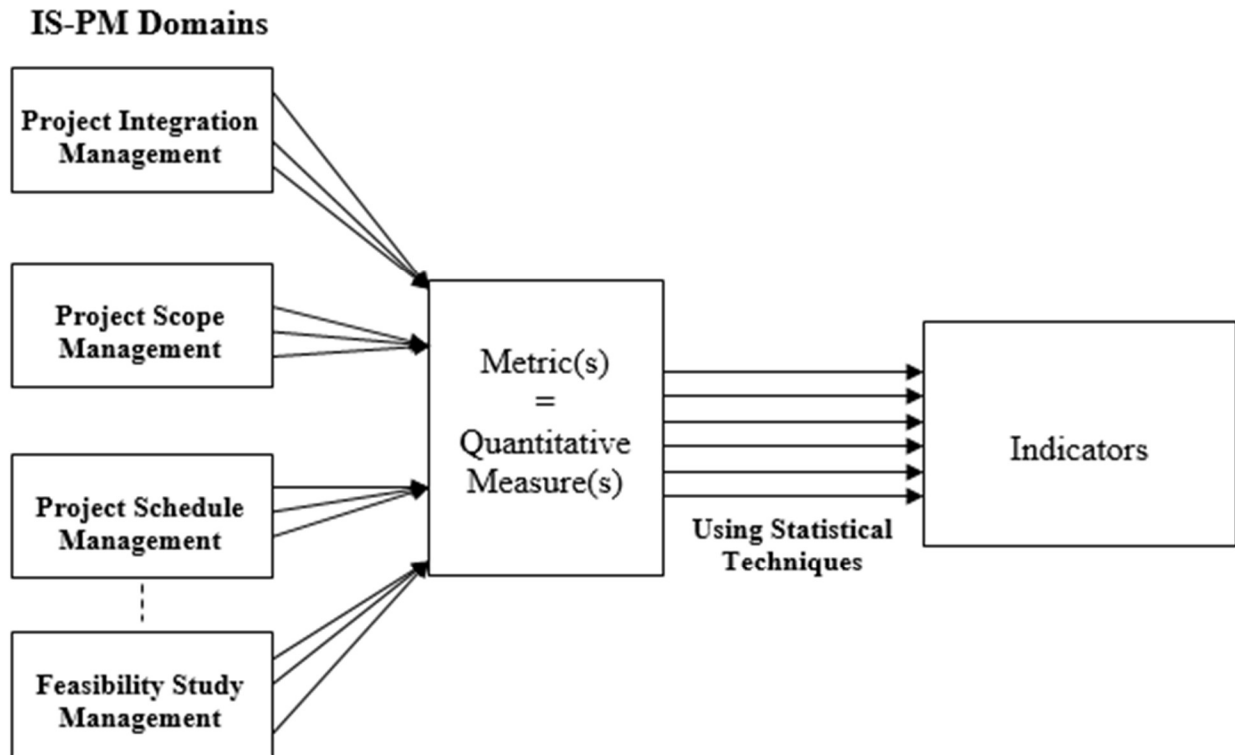 IS-PM Domains
Project Integration
Management
Project Scope
Management
Project Schedule
Management
Feasibility Study
Management
Metric(s)
=
Quantitative
Measure(s)
Using Statistical
Techniques
Indicators